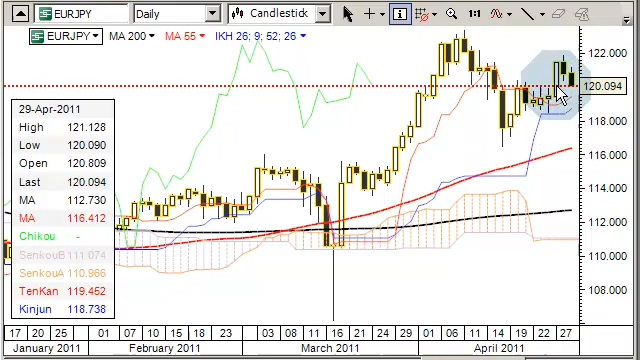 EURJPY Daily Candlestick 1:1
EURJPY MA 200 MA 55 IKH 26; 9; 52; 26
122.000
120.094
118.000
116.000
114.000
112.000
110.000
108.000
29-Apr-2011
High 121.128
Low 120.090
Open 120.809
Last 120.094
MA 112.730
MA 116.412
Chikou -
SenkouB 111.074
SenkouA 110.966
TenKan 119.452
Kinjun 118.738
17 20 25 01 04 09 15 18 23 03 08 11 16 21 24 29 01 06 11 14 19 22 27
January 2011 February 2011 March 2011 April 2011